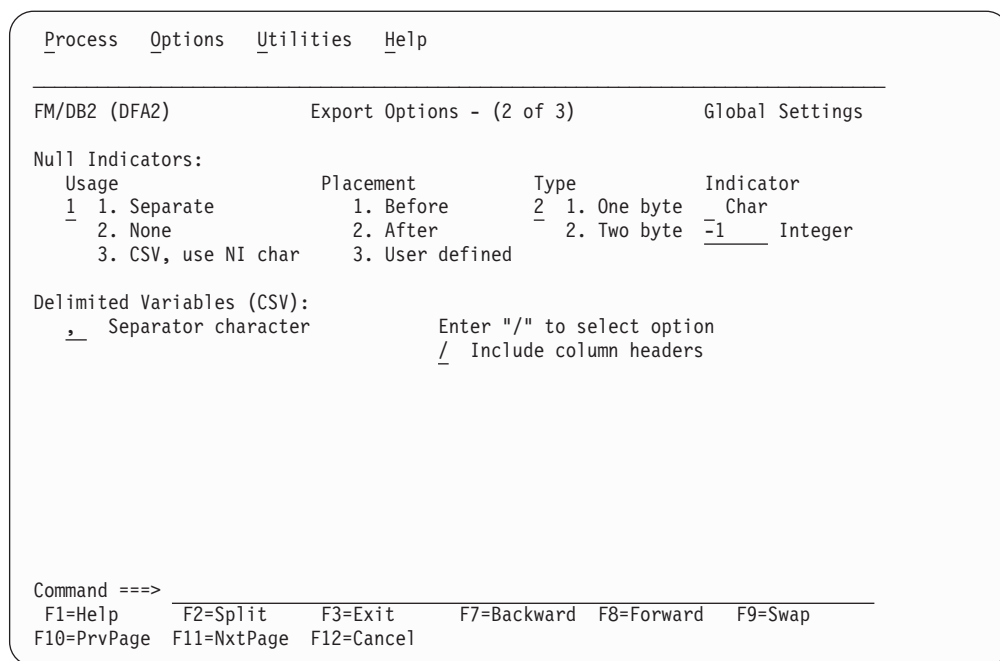 Process Options Utilities Help
FM/DB2 (DFA2) Export Options - (2 of 3) Global Settings
Null Indicators:
Usage Placement Type Indicator
1 1. Separate 1. Before 2 1. One byte _ Char
2. None 2. After 2. Two byte -1 Integer
3. CSV, use NI char 3. User defined
Delimited Variables (CSV):
, Separator character Enter "/" to select option
/ Include column headers
Command ===>
F1=Help F2=Split F3=Exit F7=Backward F8=Forward F9=Swap
F10=PrvPage F11=NxtPage F12=Cancel